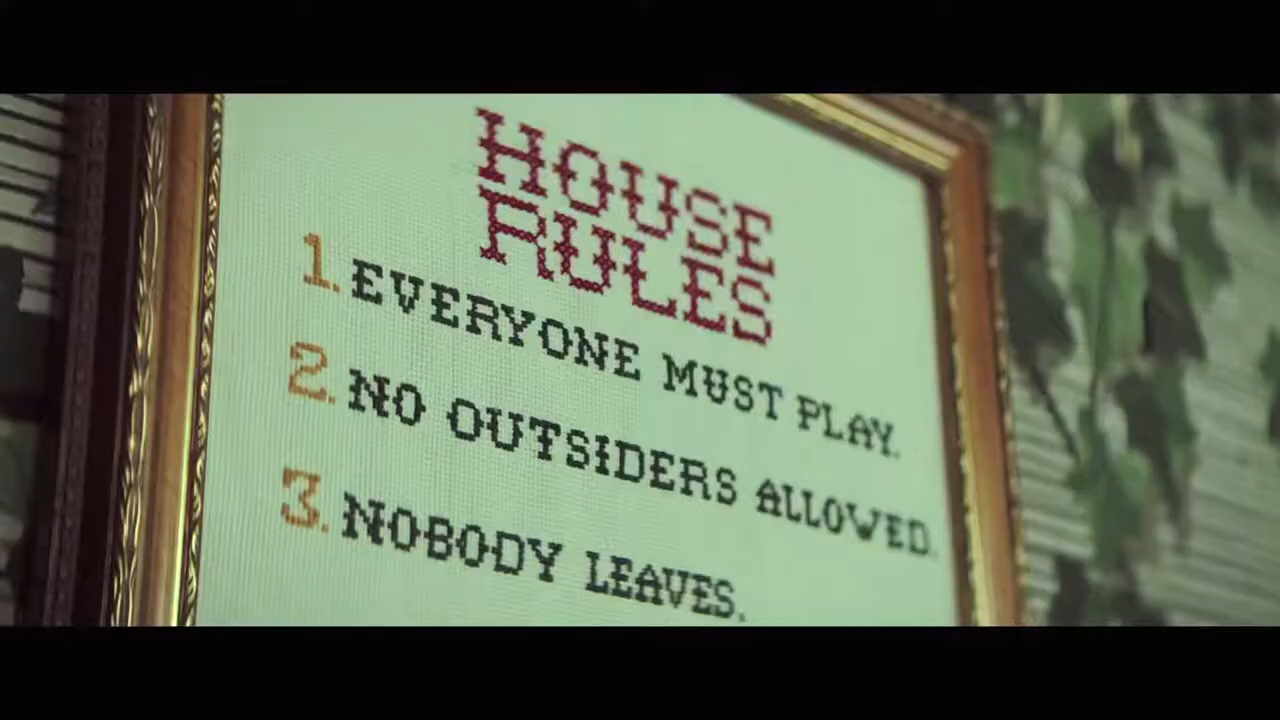 HOUSE
RULES
1. EVERYONE MUST PLAY.
2. NO OUTSIDERS ALLOWED.
3. NOBODY LEAVES.